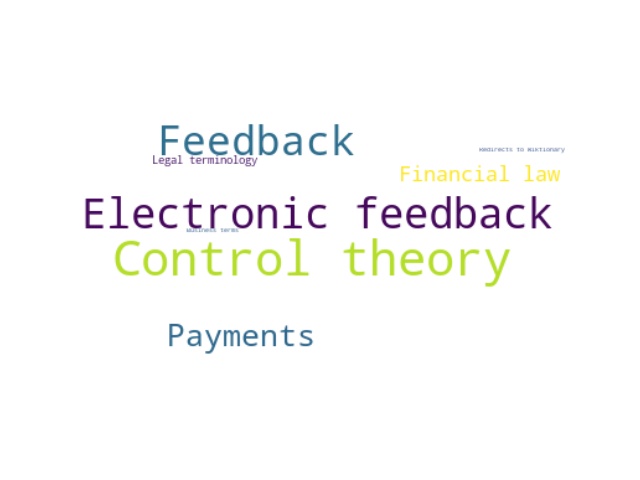 Feedback
Redirects to Wiktionary
Legal terminology
Financial law
Electronic feedback
Business terms
Control theory
Payments